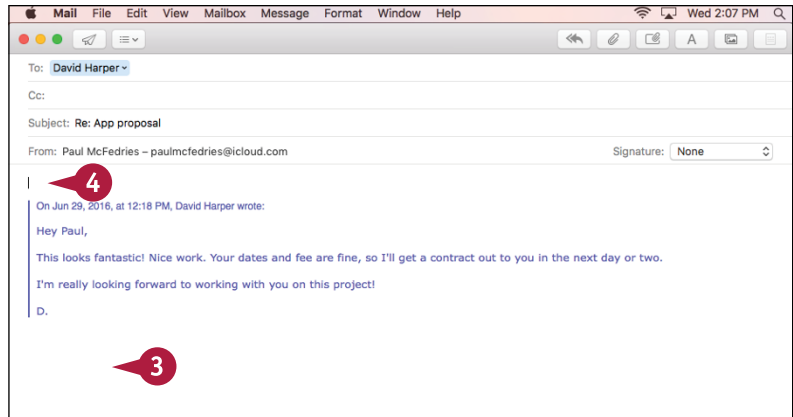 Mail File Edit View Mailbox Message Format Window Help Wed 2:07 PM
A
To: David Harper
Cc:
Subject: Re: App proposal
From: Paul McFedries – paulmcfedries@icloud.com Signature: None
4
On Jun 29, 2016, at 12:18 PM, David Harper wrote:
Hey Paul,
This looks fantastic! Nice work. Your dates and fee are fine, so I'll get a contract out to you in the next day or two.
I'm really looking forward to working with you on this project!
D.
3